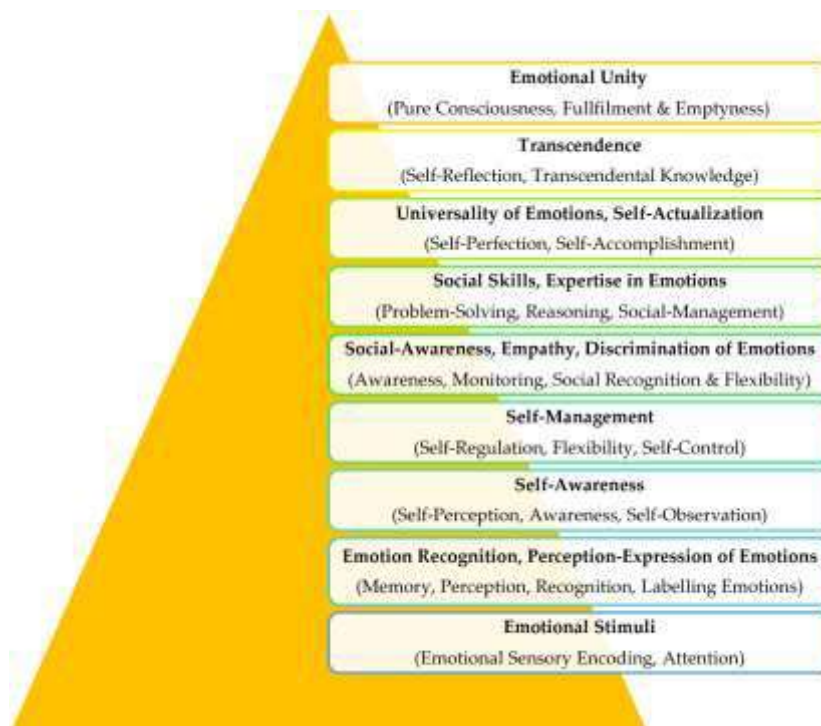 Emotional Unity
(Pure Consciousness, Fullfilment & Emptyness)
Transcendence
(Self-Reflection, Transcendental Knowledge)
Universality of Emotions, Self-Actualization
(Self-Perfection, Self-Accomplishment)
Social Skills, Expertise in Emotions
(Problem-Solving, Reasoning, Social-Management)
Social-Awareness, Empathy, Discrimination of Emotions
(Awareness, Monitoring, Social Recognition & Flexibility)
Self-Management
(Self-Regulation, Flexibility, Self-Control)
Self-Awareness
(Self-Perception, Awareness, Self-Observation)
Emotion Recognition, Perception-Expression of Emotions
(Memory, Perception, Recognition, Labelling Emotions)
Emotional Stimuli
(Emotional Sensory Encoding, Attention)